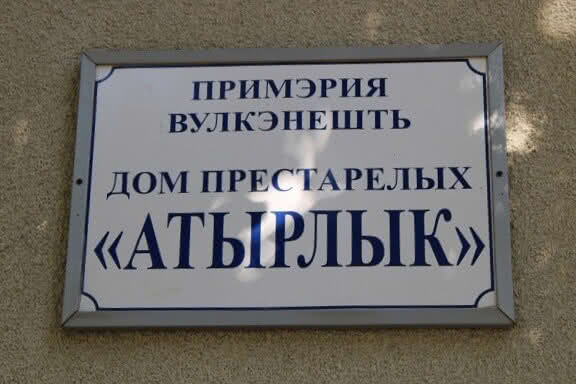 ПРИМЭРИЯ
ВУЛКЭНЕШТЬ
ДОМ ПРЕСТАРЕЛЫХ
«АТЫРЛЫК»